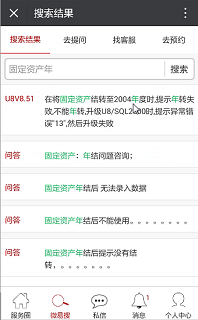 搜索结果
搜索结果 去提问 找客服 去预约
固定资产年 搜索
U8V8.51 在将固定资产结转至2004年度时,提示年转失
败,不能年转,升级U8/SQL2000时,提示异常错
误"13",然后升级失败
问答 固定资产：年结问题咨询；
问答 固定资产年结后 无法录入数据
问答 固定资产年结后不能使用。。。。。。。。
问答 固定资产年结后提示没有结
转，。。。。。。。
服务圈 微易搜 私信 消息 1 个人中心